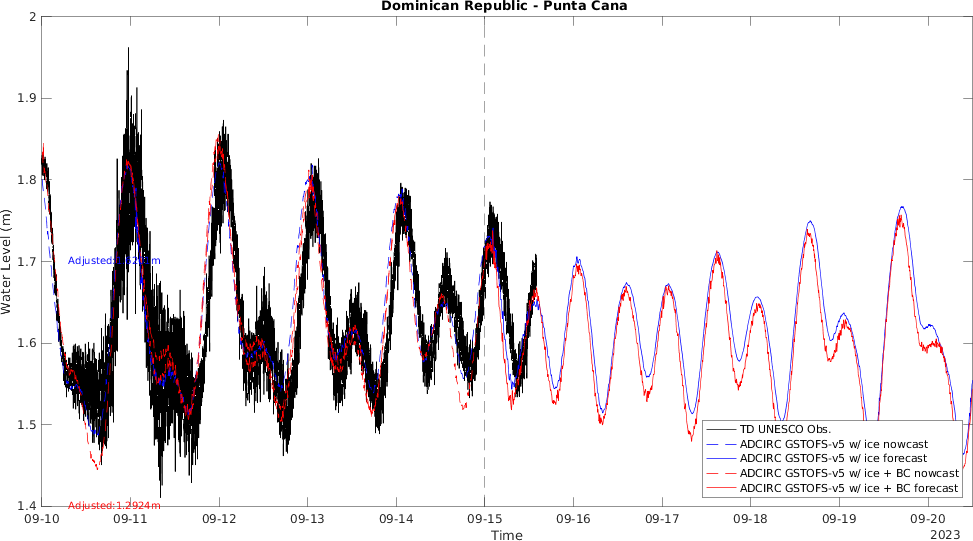 Dominican Republic - Punta Cana
2
1.9
1.8
1.7
1.6
1.5
1.4
Water Level (m)
Adjusted:
Adjusted:1.2924m
TD UNESCO Obs.
ADCIRC GSTOFS-v5 w/ ice nowcast
ADCIRC GSTOFS-v5 w/ ice forecast
ADCIRC GSTOFS-v5 w/ ice + BC nowcast
ADCIRC GSTOFS-v5 w/ ice + BC forecast
09-10 09-11 09-12 09-13 09-14 09-15 09-16 09-17 09-18 09-19 09-20
2023
Time